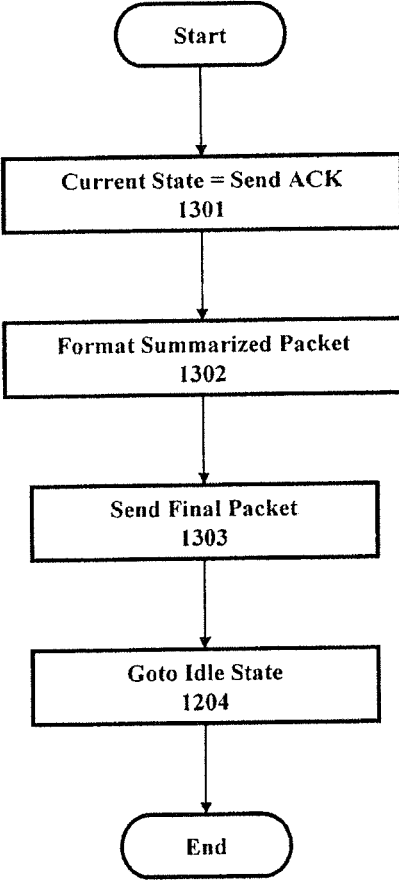 Start
Current State = Send ACK
1301
Format Summarized Packet
1302
Send Final Packet
1303
Goto Idle State
1204
End